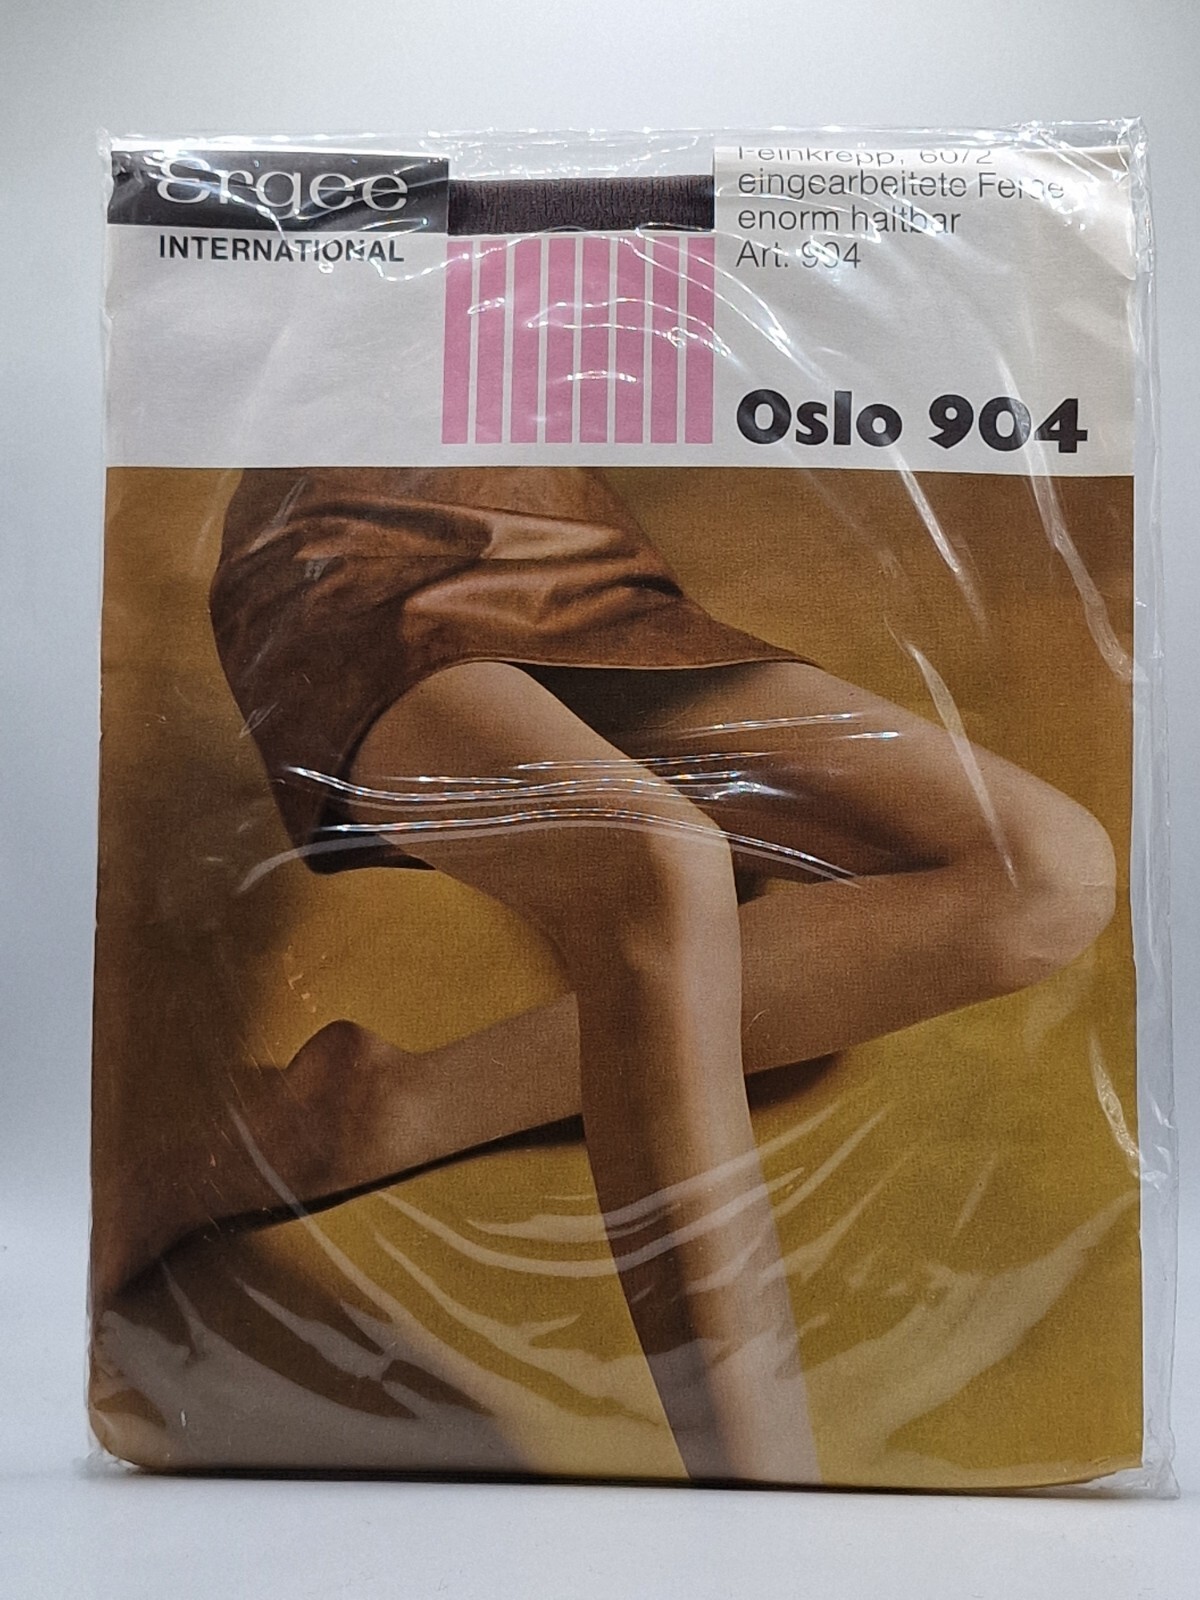 Ergee
INTERNATIONAL
Feinkrepp, 60/2
eingearbeitete Ferse
enorm haltbar
Art. 904
Oslo 904